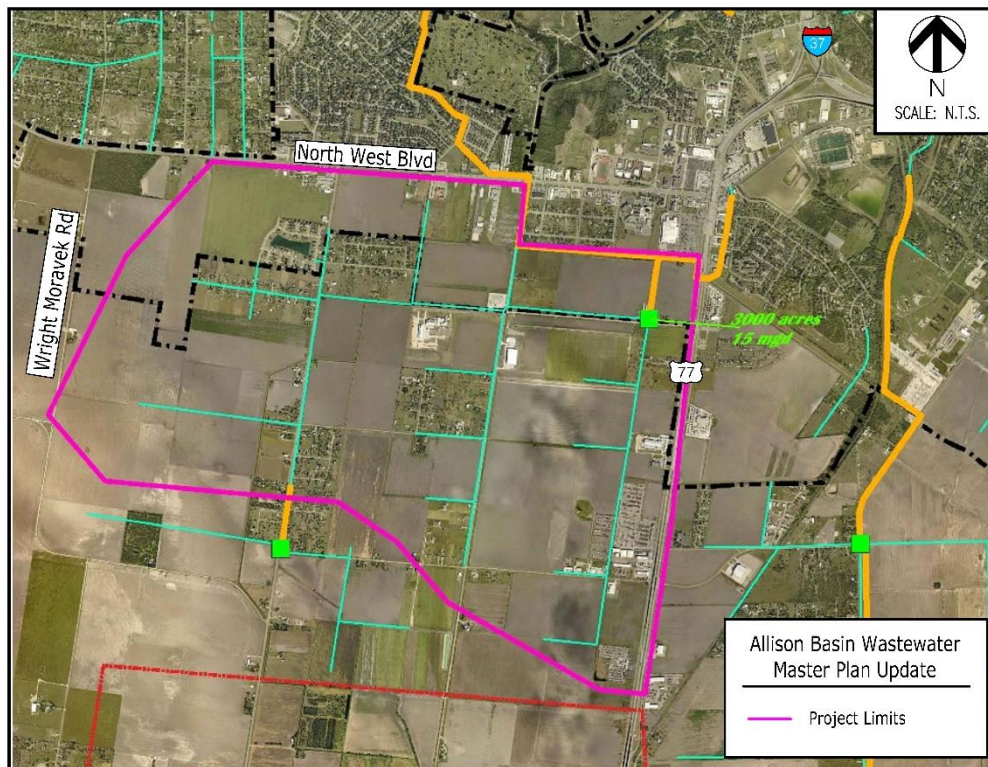 37
N
SCALE: N.T.S.
North West Blvd
Wright Moravek Rd
3000 acres
15 mgd
77
Allison Basin Wastewater
Master Plan Update
Project Limits